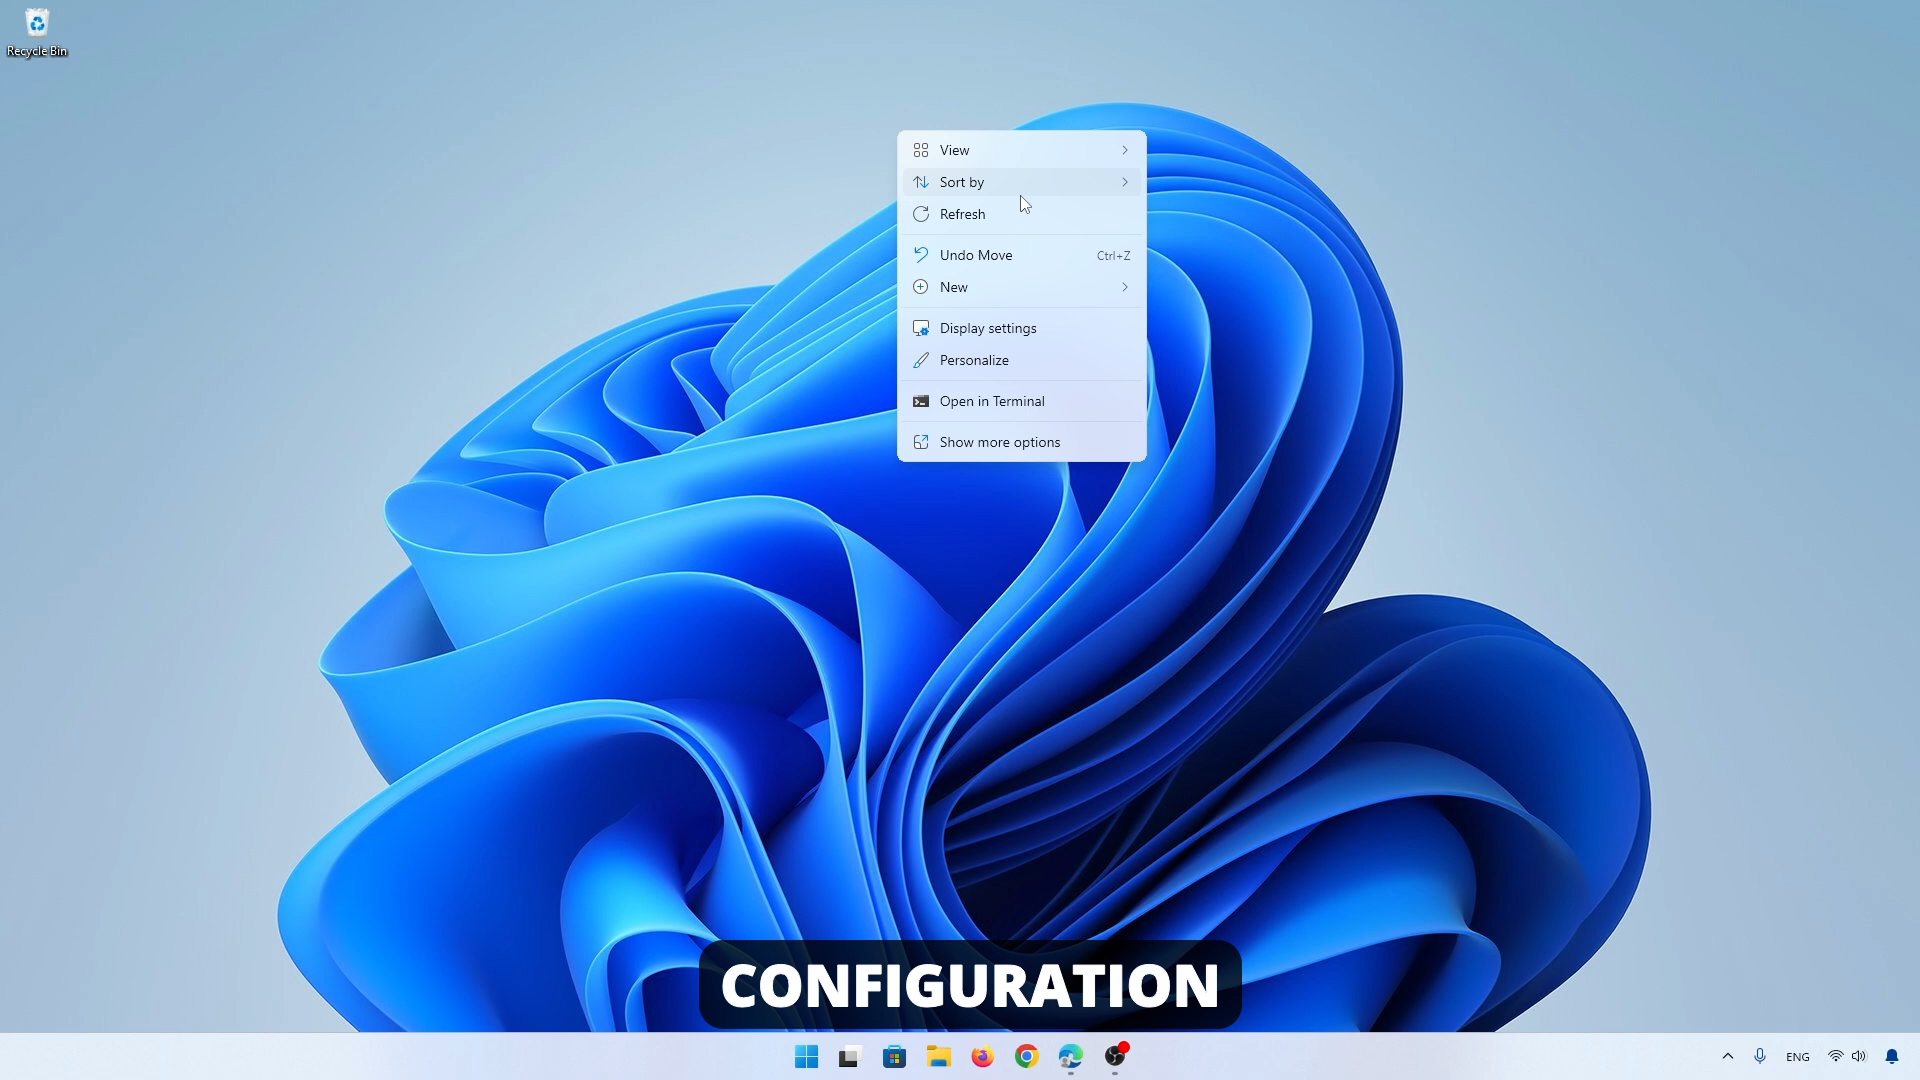 Recycle Bin
View
Sort by
Refresh
Undo Move Ctrl+Z
New
Display settings
Personalize
Open in Terminal
Show more options
CONFIGURATION
ENG